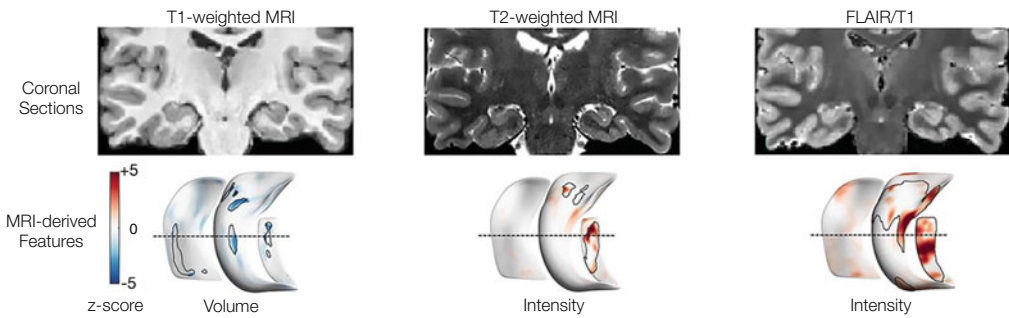 T1-weighted MRI
T2-weighted MRI
FLAIR/T1
Coronal
Sections
+5
0
-5
MRI-derived
Features
z-score
Volume
Intensity
Intensity